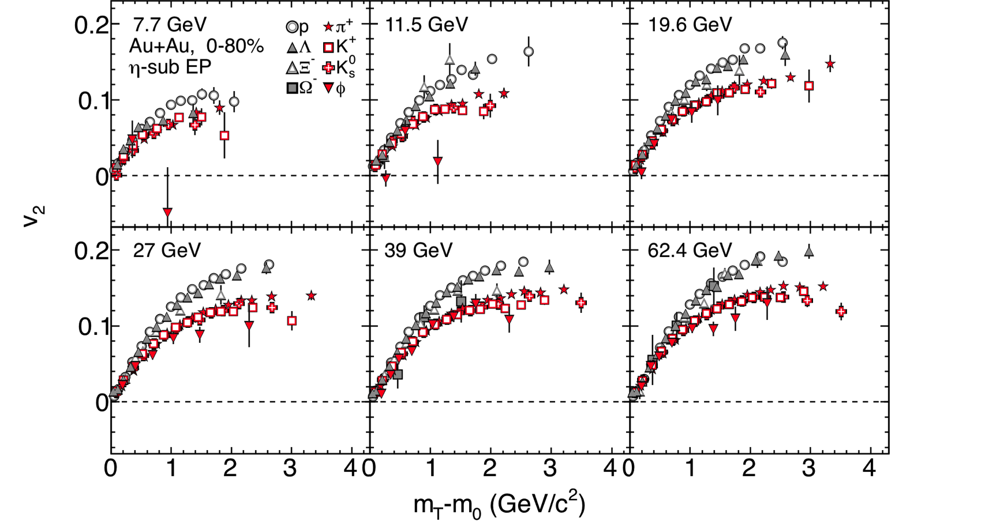 0.2 7.7 GeV p π⁺ 11.5 GeV 19.6 GeV
Au+Au, 0-80% Λ K⁺
η-sub EP Ξ⁻ K⁰ₛ
Ω⁻ ϕ
0.1
0
v₂
0.2 27 GeV 39 GeV 62.4 GeV
0.1
0
0 1 2 3 4 0 1 2 3 4 0 1 2 3 4
m_T-m₀ (GeV/c²)